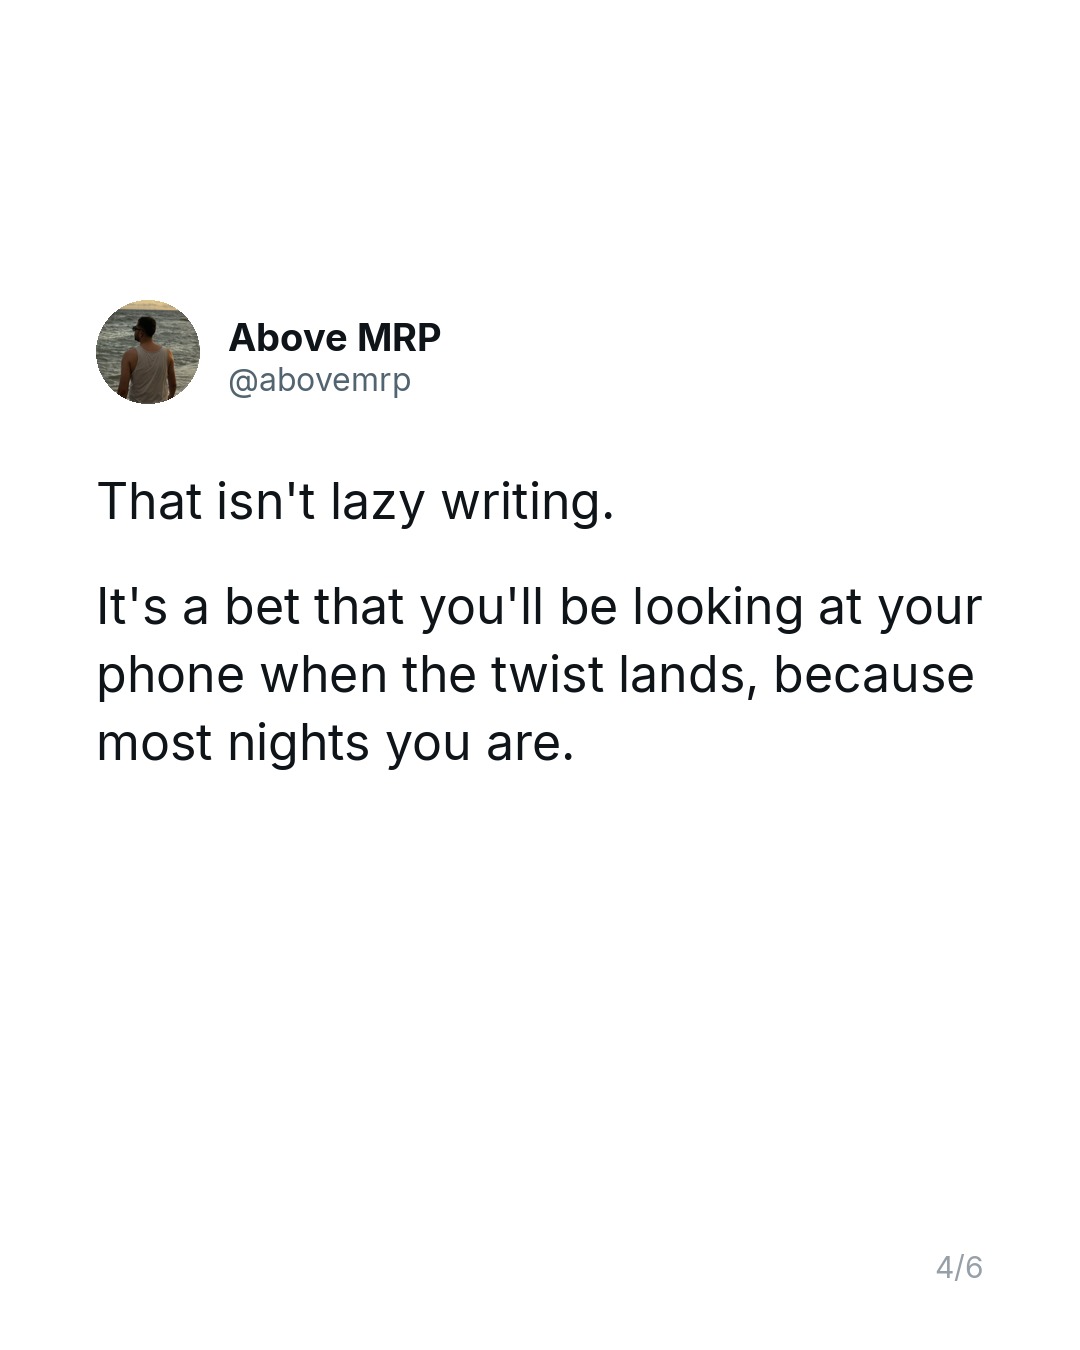 Above MRP
@abovemrp
That isn't lazy writing.
It's a bet that you'll be looking at your
phone when the twist lands, because
most nights you are.
4/6